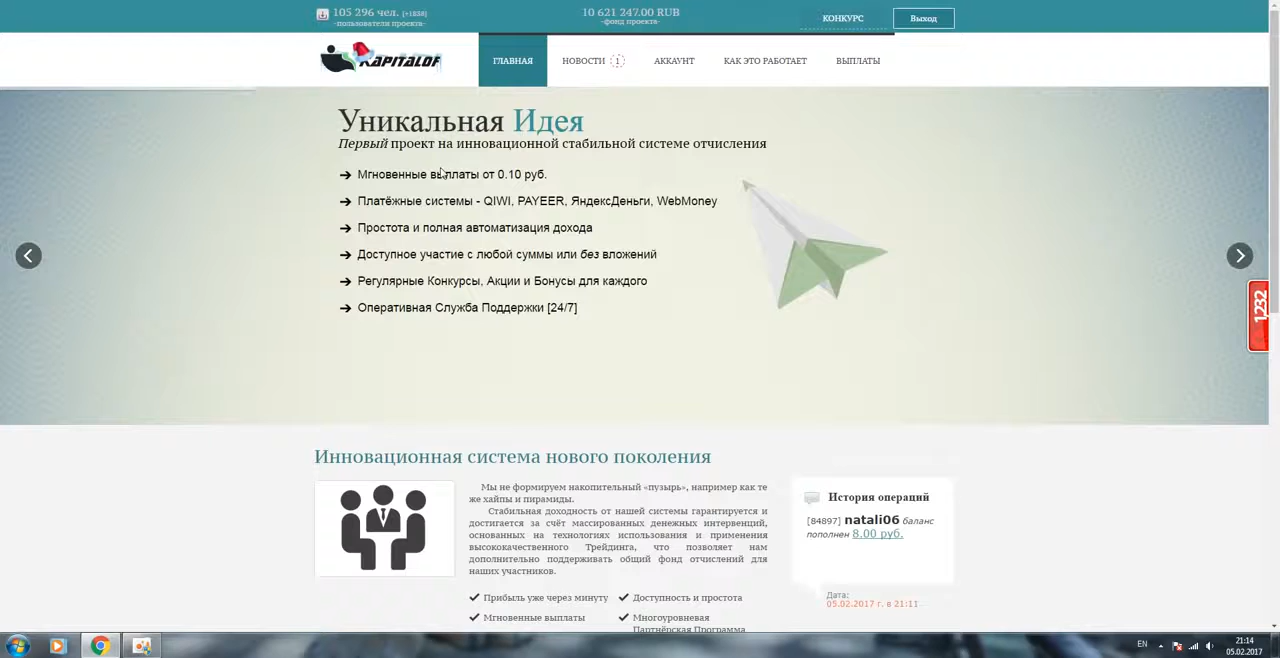 105 296 чел. [+1838]
-пользователи проекта-
10 621 247.00 RUB
-фонд проекта-
КОНКУРС
Выход
KAPITALOF
ГЛАВНАЯ
НОВОСТИ 1
АККАУНТ
КАК ЭТО РАБОТАЕТ
ВЫПЛАТЫ
Уникальная Идея
Первый проект на инновационной стабильной системе отчисления
Мгновенные выплаты от 0.10 руб.
Платёжные системы - QIWI, PAYEER, ЯндексДеньги, WebMoney
Простота и полная автоматизация дохода
Доступное участие с любой суммы или без вложений
Регулярные Конкурсы, Акции и Бонусы для каждого
Оперативная Служба Поддержки [24/7]
1232
Инновационная система нового поколения
Мы не формируем накопительный «пузырь», например как те
же хайпы и пирамиды.
Стабильная доходность от нашей системы гарантируется и
достигается за счёт массированных денежных интервенций,
основанных на технологиях использования и применения
высококачественного Трейдинга, что позволяет нам
дополнительно поддерживать общий фонд отчислений для
наших участников.
Прибыль уже через минуту
Доступность и простота
Мгновенные выплаты
Многоуровневая
Партнёрская Программа
История операций
[84897] natali06 баланс
пополнен 8.00 руб.
Дата:
05.02.2017 г. в 21:11
EN
21:14
05.02.2017